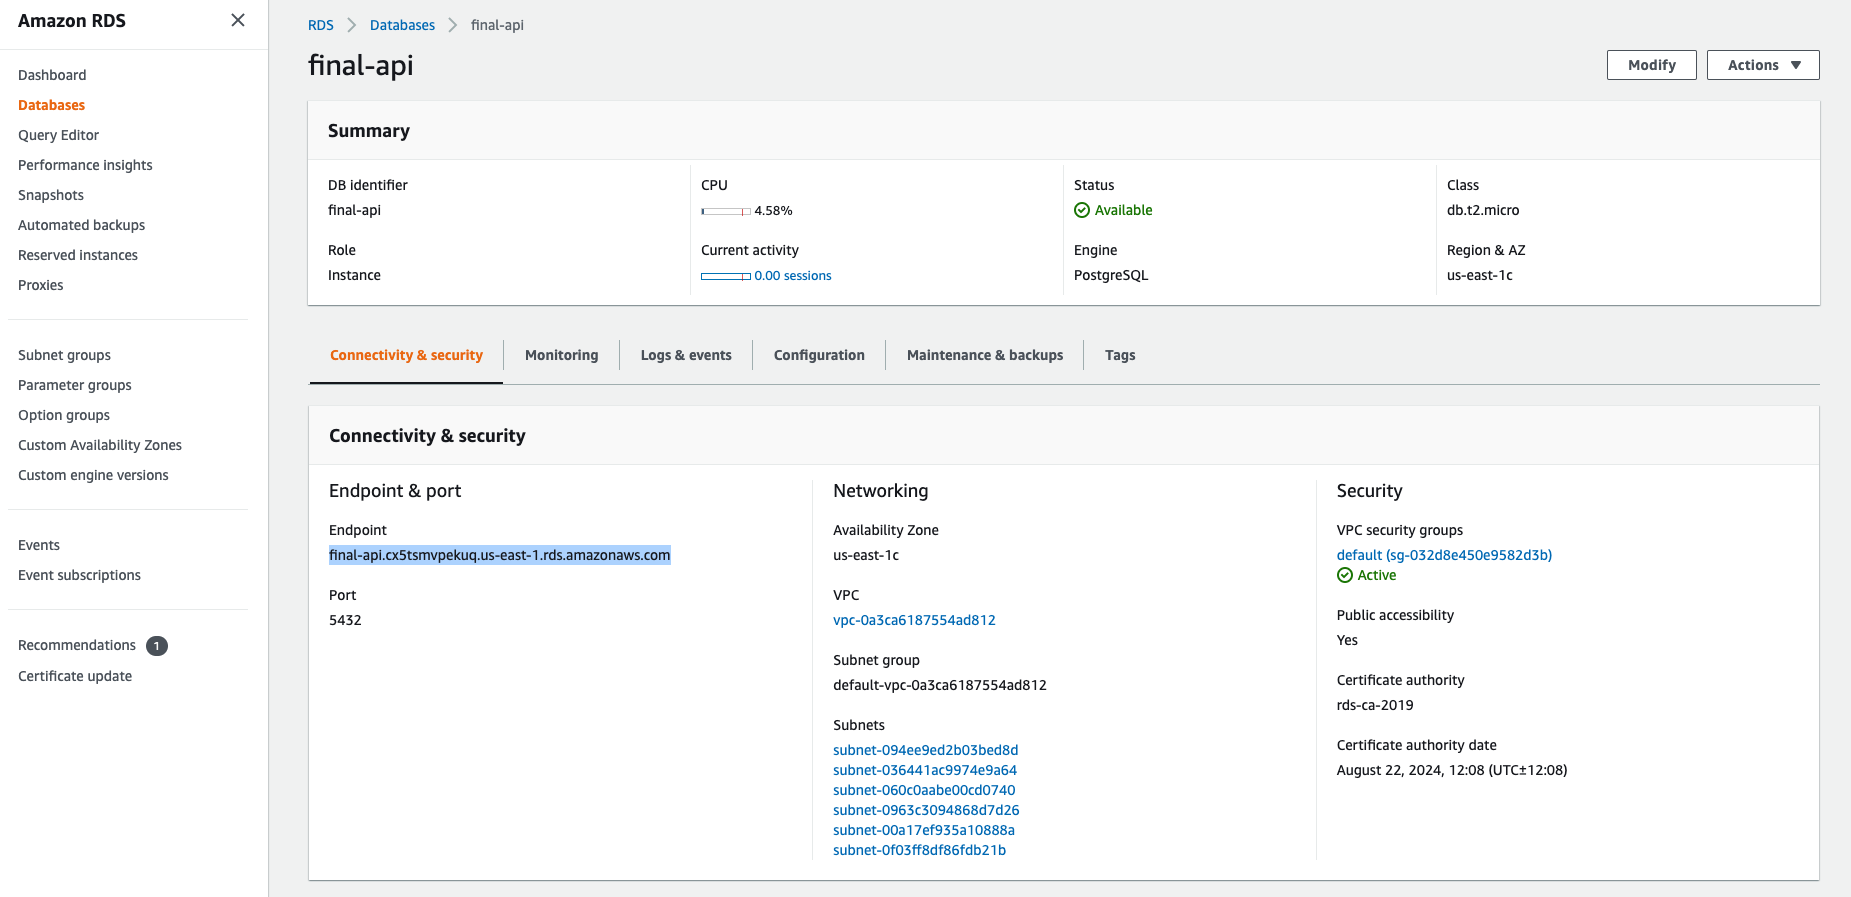 Amazon RDS
Dashboard
Databases
Query Editor
Performance insights
Snapshots
Automated backups
Reserved instances
Proxies
Subnet groups
Parameter groups
Option groups
Custom Availability Zones
Custom engine versions
Events
Event subscriptions
Recommendations 1
Certificate update
RDS Databases final-api
final-api
Modify
Actions
Summary
DB identifier
final-api
Role
Instance
CPU
4.58%
Current activity
0.00 sessions
Status
Available
Engine
PostgreSQL
Class
db.t2.micro
Region & AZ
us-east-1c
Connectivity & security
Monitoring
Logs & events
Configuration
Maintenance & backups
Tags
Connectivity & security
Endpoint & port
Endpoint
final-api.cx5tsmvpekuq.us-east-1.rds.amazonaws.com
Port
5432
Networking
Availability Zone
us-east-1c
VPC
vpc-0a3ca6187554ad812
Subnet group
default-vpc-0a3ca6187554ad812
Subnets
subnet-094ee9ed2b03bed8d
subnet-036441ac9974e9a64
subnet-060c0aabe00cd0740
subnet-0963c3094868d7d26
subnet-00a17ef935a10888a
subnet-0f03ff8df86fdb21b
Security
VPC security groups
default (sg-032d8e450e9582d3b)
Active
Public accessibility
Yes
Certificate authority
rds-ca-2019
Certificate authority date
August 22, 2024, 12:08 (UTC±12:08)